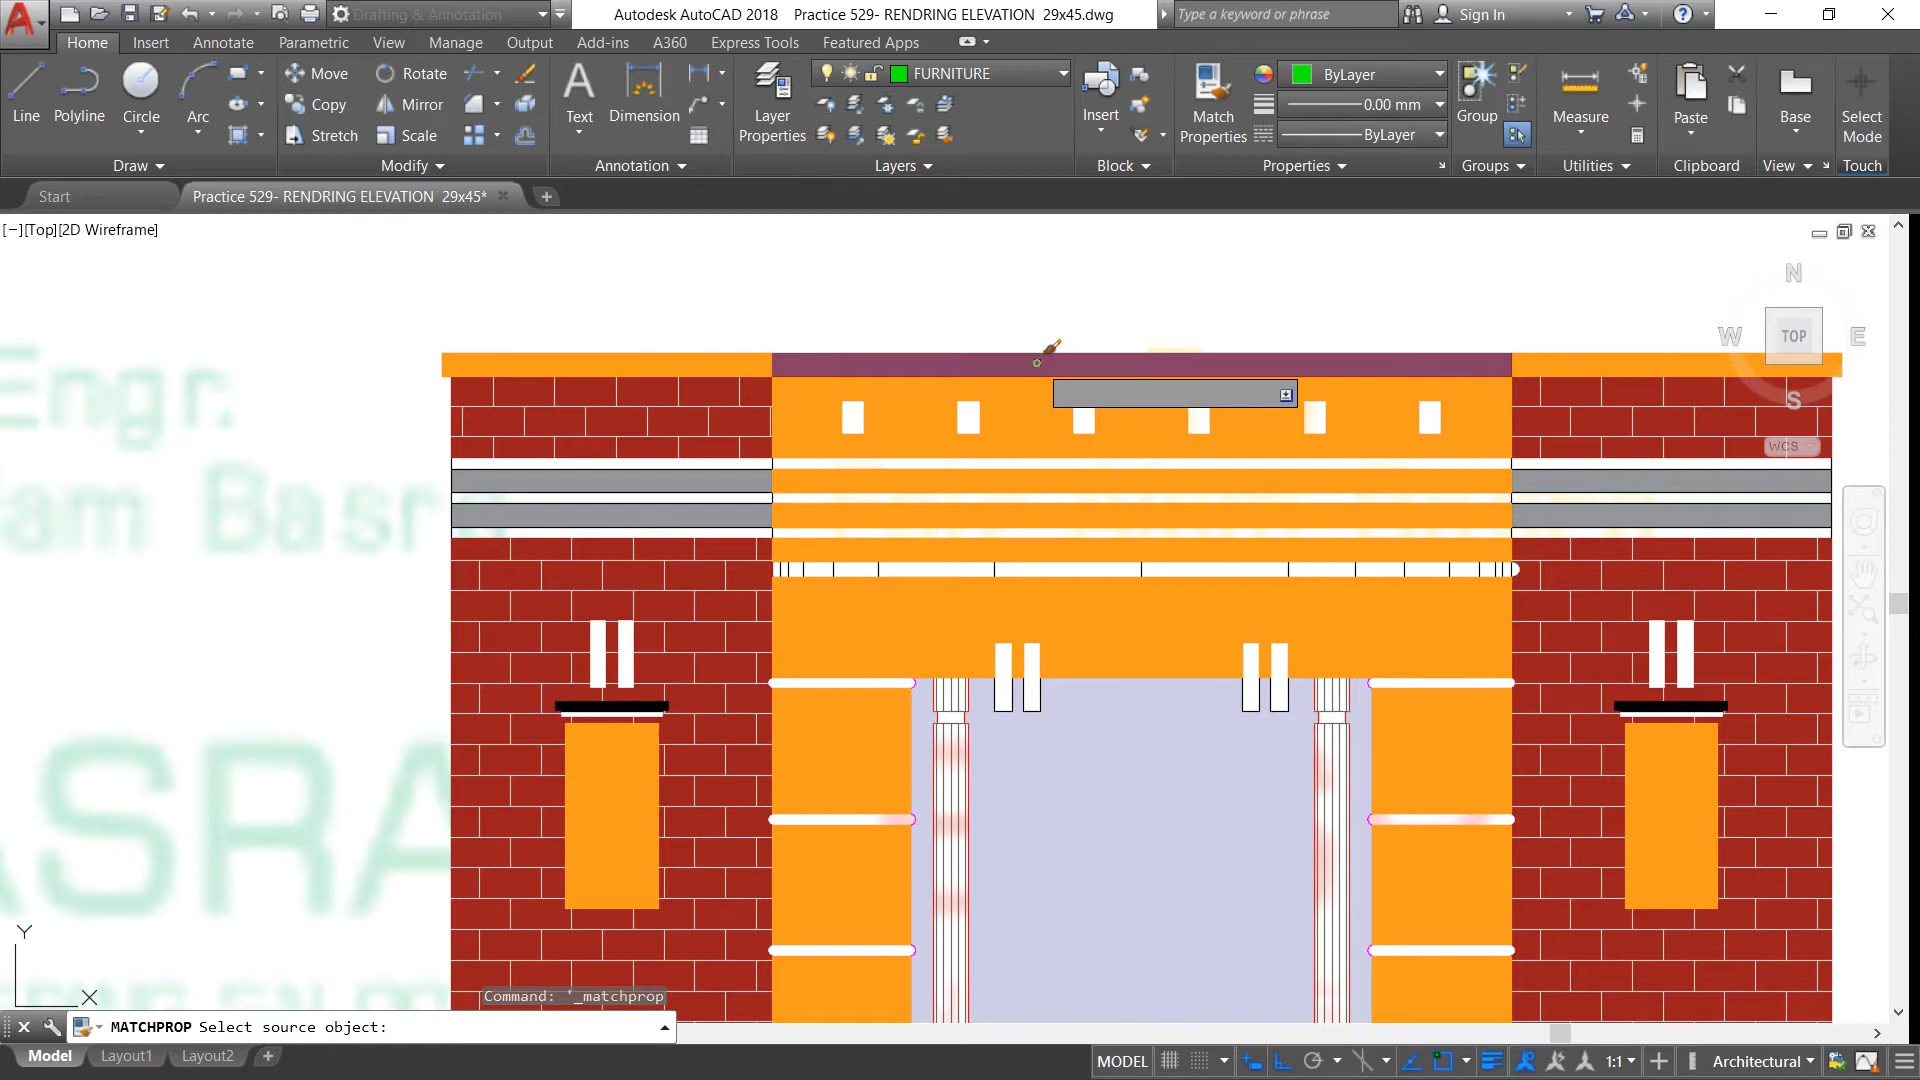 Drafting & Annotation
Autodesk AutoCAD 2018 Practice 529- RENDRING ELEVATION 29x45.dwg
Type a keyword or phrase
Sign In
Home Insert Annotate Parametric View Manage Output Add-ins A360 Express Tools Featured Apps
Line Polyline Circle Arc
Move Rotate
Copy Mirror
Stretch Scale
Text Dimension
Layer Properties
FURNITURE
Insert
Match Properties
ByLayer
0.00 mm
ByLayer
Group
Measure
Paste
Base
Select Mode
Draw Modify Annotation Layers Block Properties Groups Utilities Clipboard View Touch
Start Practice 529- RENDRING ELEVATION 29x45*
[−][Top][2D Wireframe]
N
W TOP E
S
WCS
Engr.
am Basra
ASRA
Y
X
Command: '_matchprop
MATCHPROP Select source object:
Model Layout1 Layout2
MODEL 1:1 Architectural